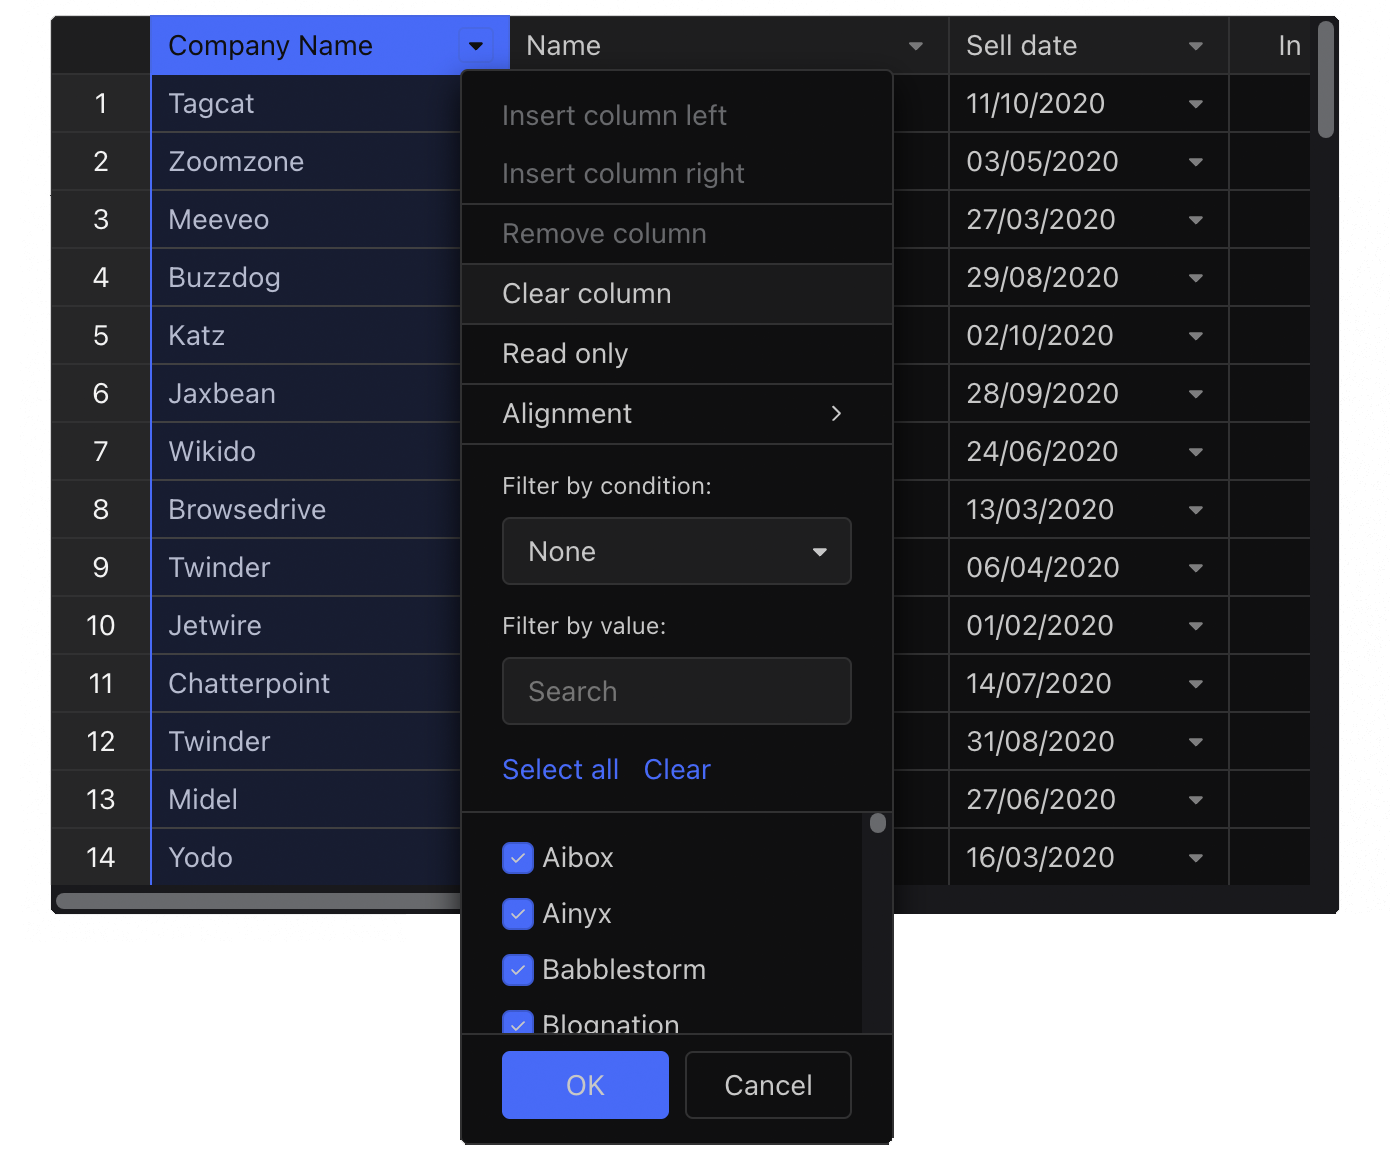 Company Name Name Sell date In
1 Tagcat 11/10/2020
2 Zoomzone 03/05/2020
3 Meeveo 27/03/2020
4 Buzzdog 29/08/2020
5 Katz 02/10/2020
6 Jaxbean 28/09/2020
7 Wikido 24/06/2020
8 Browsedrive 13/03/2020
9 Twinder 06/04/2020
10 Jetwire 01/02/2020
11 Chatterpoint 14/07/2020
12 Twinder 31/08/2020
13 Midel 27/06/2020
14 Yodo 16/03/2020
Insert column left
Insert column right
Remove column
Clear column
Read only
Alignment
Filter by condition:
None
Filter by value:
Search
Select all Clear
Aibox
Ainyx
Babblestorm
Blognation
OK Cancel